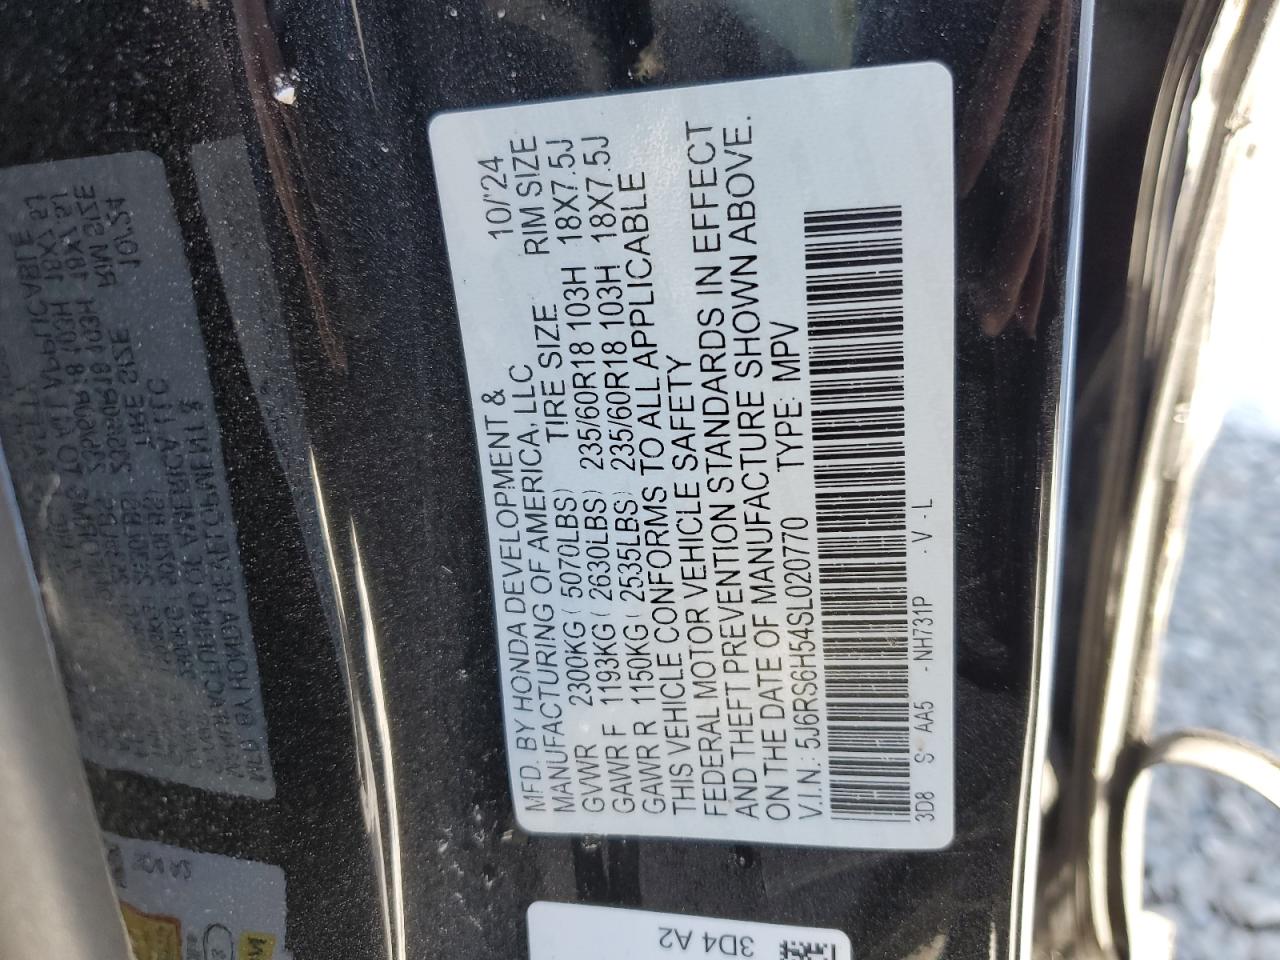 MFD. BY HONDA DEVELOPMENT & 10/'24
MANUFACTURING OF AMERICA, LLC
TIRE SIZE RIM SIZE
GVWR 2300KG ( 5070LBS)
GAWR F 1193KG ( 2630LBS) 235/60R18 103H 18X7.5J
GAWR R 1150KG ( 2535LBS) 235/60R18 103H 18X7.5J
THIS VEHICLE CONFORMS TO ALL APPLICABLE
FEDERAL MOTOR VEHICLE SAFETY
AND THEFT PREVENTION STANDARDS IN EFFECT
ON THE DATE OF MANUFACTURE SHOWN ABOVE.
V.I.N.: 5J6RS6H54SL020770 TYPE: MPV
3D8 S AA5 - NH731P · V - L
3D4 A2